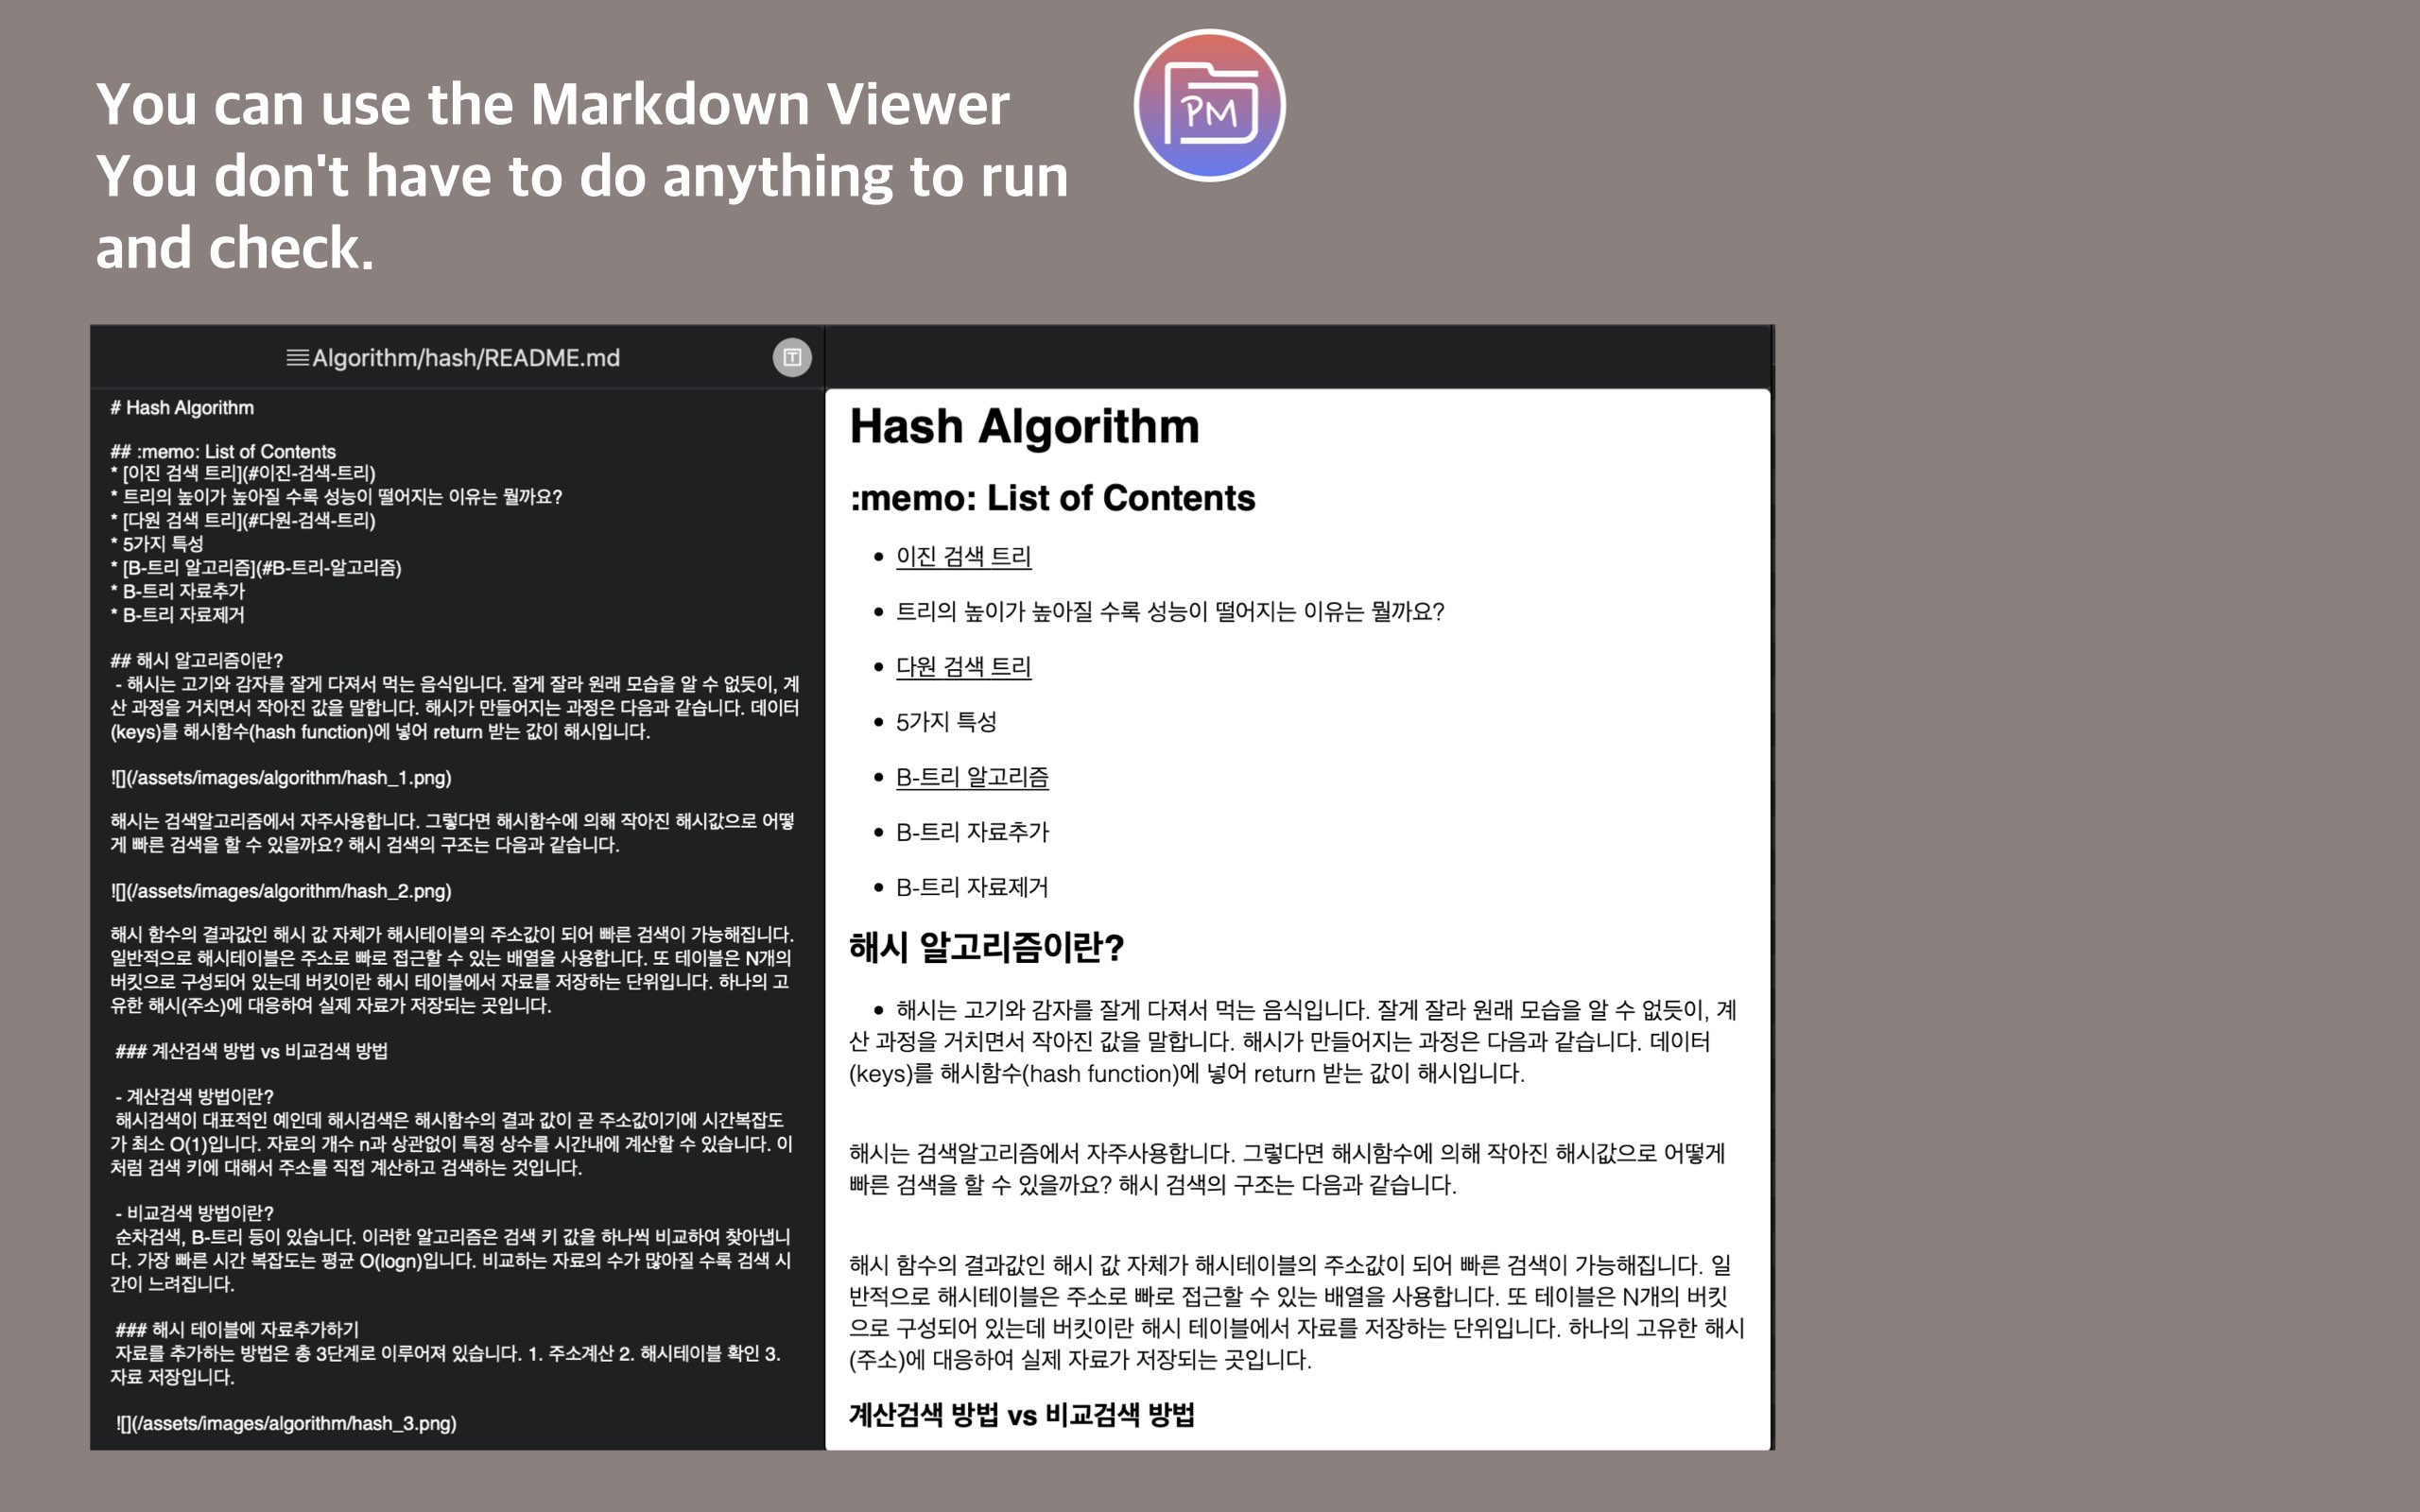 You can use the Markdown Viewer
You don't have to do anything to run
and check.
PM
Algorithm/hash/README.md
T
# Hash Algorithm
## :memo: List of Contents
* [이진 검색 트리](#이진-검색-트리)
* 트리의 높이가 높아질 수록 성능이 떨어지는 이유는 뭘까요?
* [다원 검색 트리](#다원-검색-트리)
* 5가지 특성
* [B-트리 알고리즘](#B-트리-알고리즘)
* B-트리 자료추가
* B-트리 자료제거
## 해시 알고리즘이란?
- 해시는 고기와 감자를 잘게 다져서 먹는 음식입니다. 잘게 잘라 원래 모습을 알 수 없듯이, 계
산 과정을 거치면서 작아진 값을 말합니다. 해시가 만들어지는 과정은 다음과 같습니다. 데이터
(keys)를 해시함수(hash function)에 넣어 return 받는 값이 해시입니다.
![](/assets/images/algorithm/hash_1.png)
해시는 검색알고리즘에서 자주사용합니다. 그렇다면 해시함수에 의해 작아진 해시값으로 어떻
게 빠른 검색을 할 수 있을까요? 해시 검색의 구조는 다음과 같습니다.
![](/assets/images/algorithm/hash_2.png)
해시 함수의 결과값인 해시 값 자체가 해시테이블의 주소값이 되어 빠른 검색이 가능해집니다.
일반적으로 해시테이블은 주소로 빠로 접근할 수 있는 배열을 사용합니다. 또 테이블은 N개의
버킷으로 구성되어 있는데 버킷이란 해시 테이블에서 자료를 저장하는 단위입니다. 하나의 고
유한 해시(주소)에 대응하여 실제 자료가 저장되는 곳입니다.
### 계산검색 방법 vs 비교검색 방법
- 계산검색 방법이란?
해시검색이 대표적인 예인데 해시검색은 해시함수의 결과 값이 곧 주소값이기에 시간복잡도
가 최소 O(1)입니다. 자료의 개수 n과 상관없이 특정 상수를 시간내에 계산할 수 있습니다. 이
처럼 검색 키에 대해서 주소를 직접 계산하고 검색하는 것입니다.
- 비교검색 방법이란?
순차검색, B-트리 등이 있습니다. 이러한 알고리즘은 검색 키 값을 하나씩 비교하여 찾아냅니
다. 가장 빠른 시간 복잡도는 평균 O(logn)입니다. 비교하는 자료의 수가 많아질 수록 검색 시
간이 느려집니다.
### 해시 테이블에 자료추가하기
자료를 추가하는 방법은 총 3단계로 이루어져 있습니다. 1. 주소계산 2. 해시테이블 확인 3.
자료 저장입니다.
![](/assets/images/algorithm/hash_3.png)
Hash Algorithm
:memo: List of Contents
• 이진 검색 트리
• 트리의 높이가 높아질 수록 성능이 떨어지는 이유는 뭘까요?
• 다원 검색 트리
• 5가지 특성
• B-트리 알고리즘
• B-트리 자료추가
• B-트리 자료제거
해시 알고리즘이란?
• 해시는 고기와 감자를 잘게 다져서 먹는 음식입니다. 잘게 잘라 원래 모습을 알 수 없듯이, 계
산 과정을 거치면서 작아진 값을 말합니다. 해시가 만들어지는 과정은 다음과 같습니다. 데이터
(keys)를 해시함수(hash function)에 넣어 return 받는 값이 해시입니다.
해시는 검색알고리즘에서 자주사용합니다. 그렇다면 해시함수에 의해 작아진 해시값으로 어떻게
빠른 검색을 할 수 있을까요? 해시 검색의 구조는 다음과 같습니다.
해시 함수의 결과값인 해시 값 자체가 해시테이블의 주소값이 되어 빠른 검색이 가능해집니다. 일
반적으로 해시테이블은 주소로 빠로 접근할 수 있는 배열을 사용합니다. 또 테이블은 N개의 버킷
으로 구성되어 있는데 버킷이란 해시 테이블에서 자료를 저장하는 단위입니다. 하나의 고유한 해시
(주소)에 대응하여 실제 자료가 저장되는 곳입니다.
계산검색 방법 vs 비교검색 방법